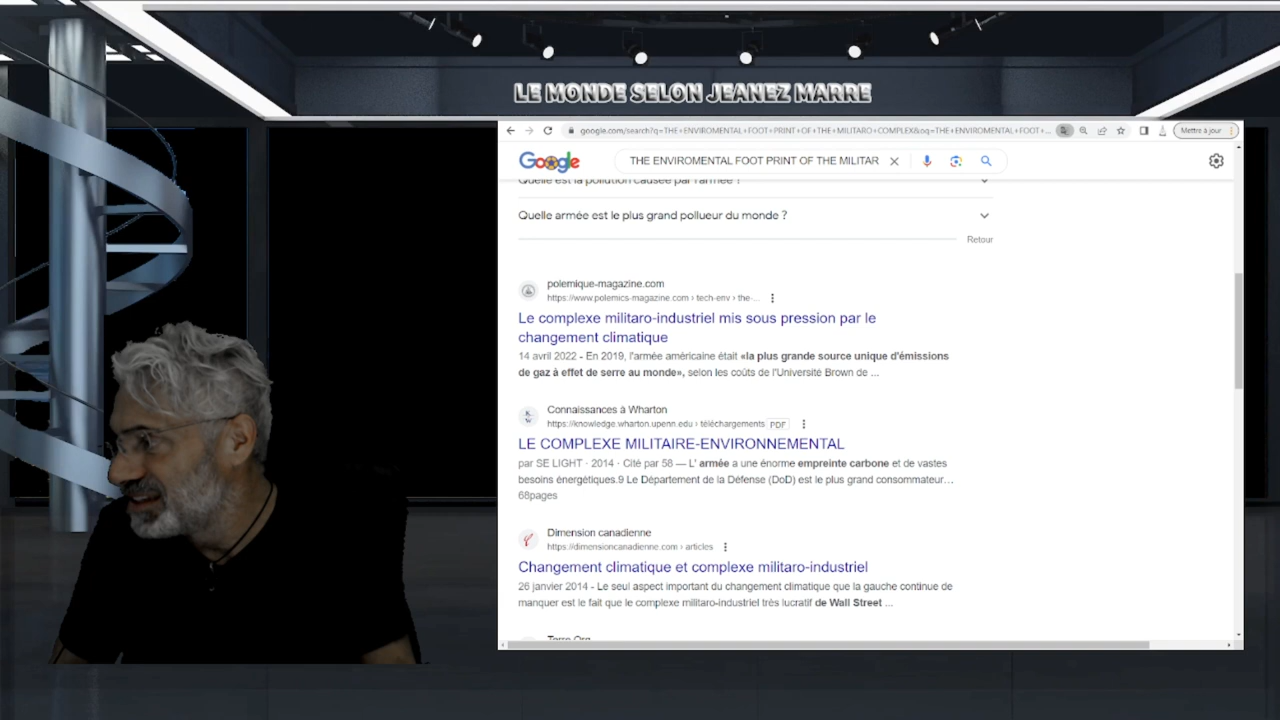 LE MONDE SELON JEANEZ MARRE
google.com/search?q=THE+ENVIROMENTAL+FOOT+PRINT+OF+THE+MILITARO+COMPLEX&oq=THE+ENVIROMENTAL+FOOT+...
Mettre à jour
Google
THE ENVIROMENTAL FOOT PRINT OF THE MILITAR
Quelle est la pollution causée par l'armée ?
Quelle armée est le plus grand pollueur du monde ?
Retour
polemique-magazine.com
https://www.polemics-magazine.com › tech-env › the-...
Le complexe militaro-industriel mis sous pression par le
changement climatique
14 avril 2022 - En 2019, l'armée américaine était «la plus grande source unique d'émissions
de gaz à effet de serre au monde», selon les coûts de l'Université Brown de ...
Connaissances à Wharton
https://knowledge.wharton.upenn.edu › téléchargements PDF
LE COMPLEXE MILITAIRE-ENVIRONNEMENTAL
par SE LIGHT · 2014 · Cité par 58 — L' armée a une énorme empreinte carbone et de vastes
besoins énergétiques.9 Le Département de la Défense (DoD) est le plus grand consommateur...
68pages
Dimension canadienne
https://dimensioncanadienne.com › articles
Changement climatique et complexe militaro-industriel
26 janvier 2014 - Le seul aspect important du changement climatique que la gauche continue de
manquer est le fait que le complexe militaro-industriel très lucratif de Wall Street ...
Terre.Org